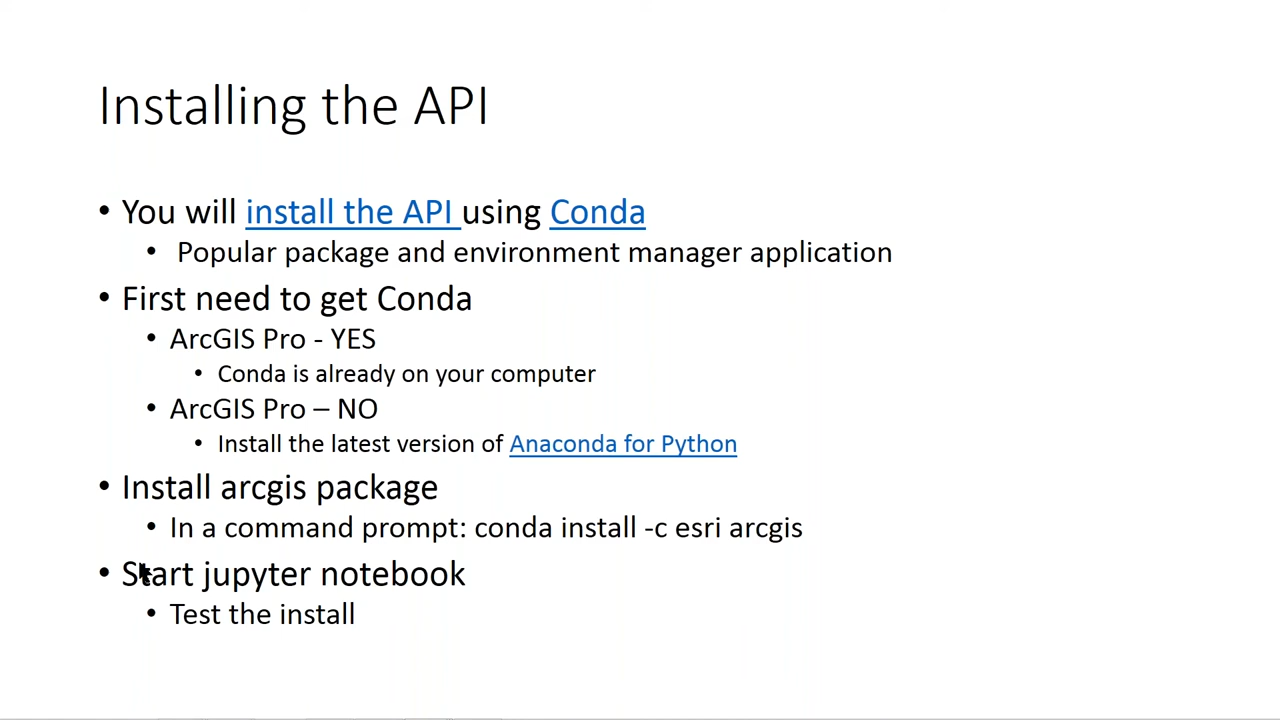 Installing the API
• You will install the API using Conda
• Popular package and environment manager application
• First need to get Conda
• ArcGIS Pro - YES
• Conda is already on your computer
• ArcGIS Pro – NO
• Install the latest version of Anaconda for Python
• Install arcgis package
• In a command prompt: conda install -c esri arcgis
• Start jupyter notebook
• Test the install